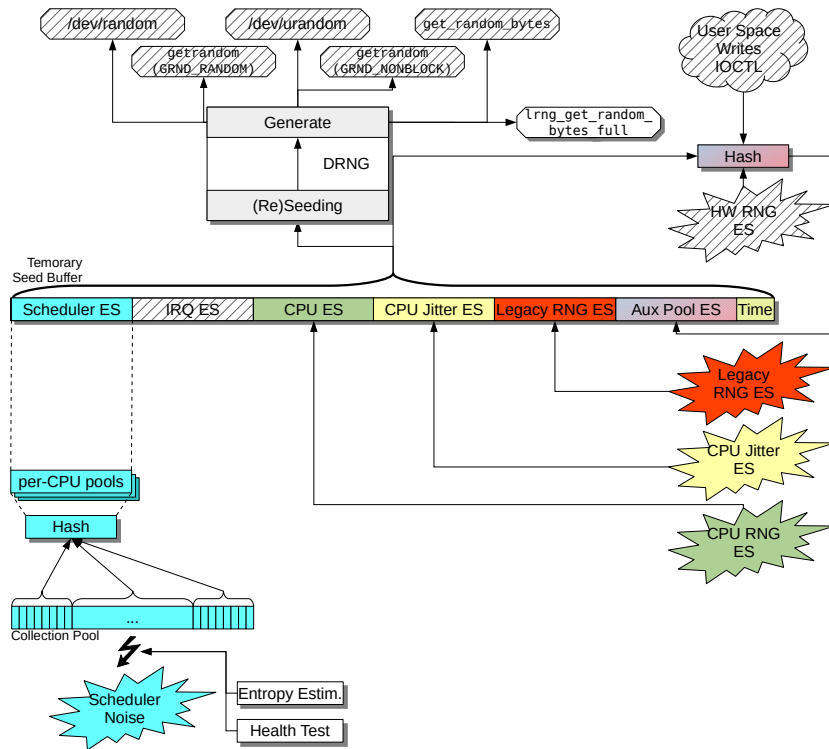 /dev/random
/dev/urandom
get_random_bytes
getrandom
(GRND_RANDOM)
getrandom
(GRND_NONBLOCK)
User Space
Writes
IOCTL
Generate
lrng_get_random_
bytes_full
DRNG
Hash
(Re)Seeding
HW RNG
ES
Temorary
Seed Buffer
Scheduler ES
IRQ ES
CPU ES
CPU Jitter ES
Legacy RNG ES
Aux Pool ES
Time
Legacy
RNG ES
CPU Jitter
ES
per-CPU pools
Hash
CPU RNG
ES
...
Collection Pool
Scheduler
Noise
Entropy Estim.
Health Test